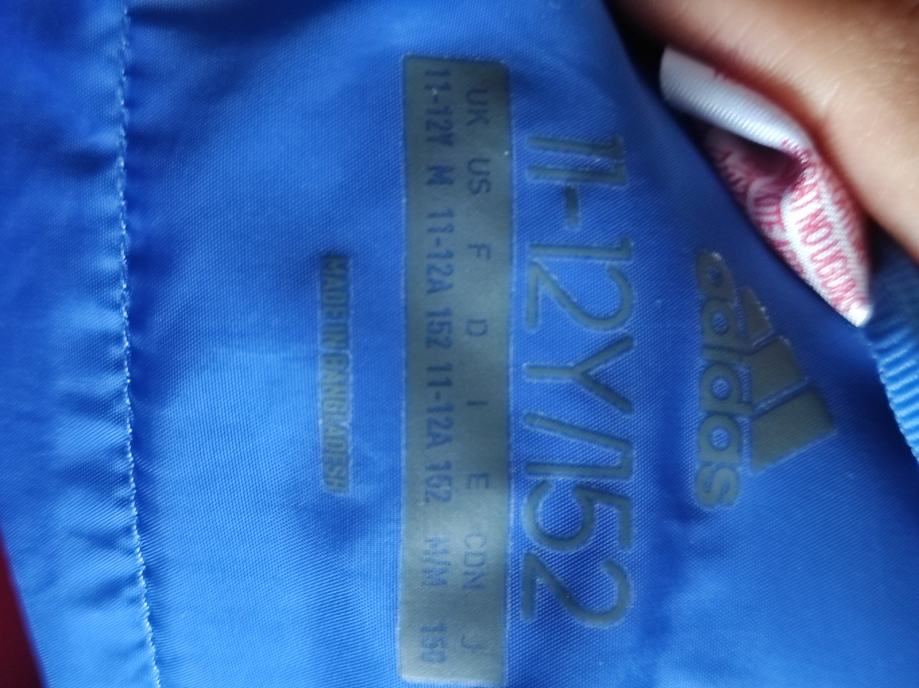 adidas
11-12Y/152
UK US F D I E CDN J
11-12Y M 11-12A 152 11-12A 152 M/M 150
MADE IN BANGLADESH